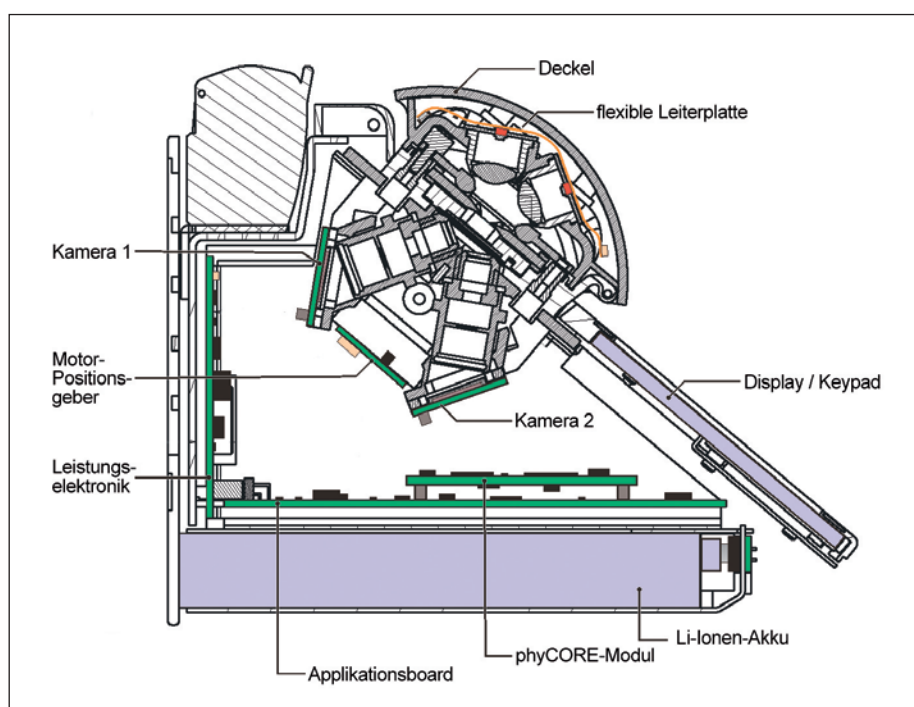 Deckel
flexible Leiterplatte
Kamera 1
Motor-
Positions-
geber
Display / Keypad
Kamera 2
Leistungs-
elektronik
Li-Ionen-Akku
phyCORE-Modul
Applikationsboard